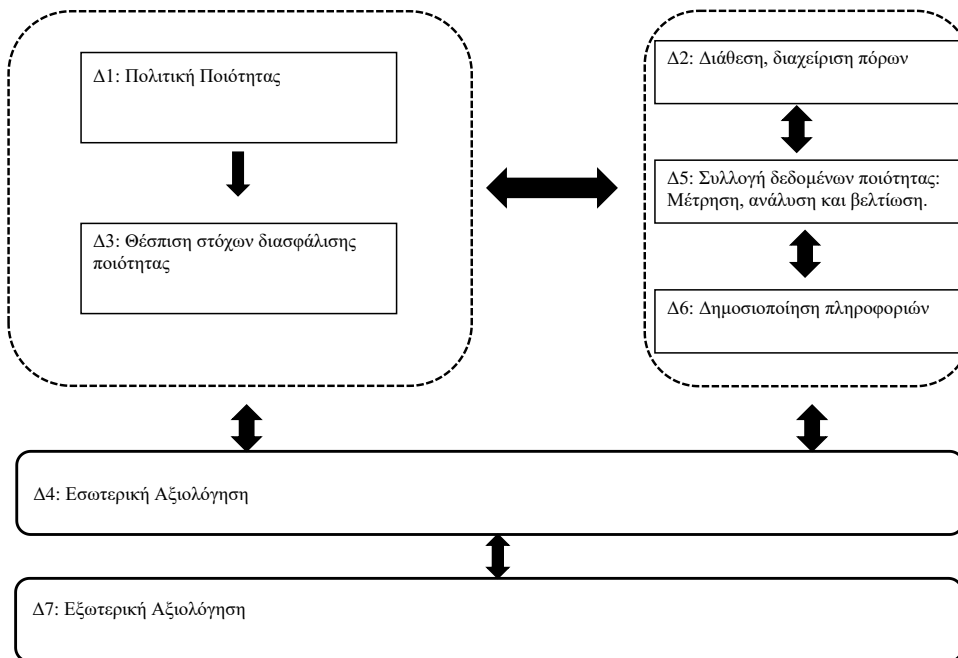 Δ1: Πολιτική Ποιότητας
Δ3: Θέσπιση στόχων διασφάλισης
ποιότητας
Δ2: Διάθεση, διαχείριση πόρων
Δ5: Συλλογή δεδομένων ποιότητας:
Μέτρηση, ανάλυση και βελτίωση.
Δ6: Δημοσιοποίηση πληροφοριών
Δ4: Εσωτερική Αξιολόγηση
Δ7: Εξωτερική Αξιολόγηση